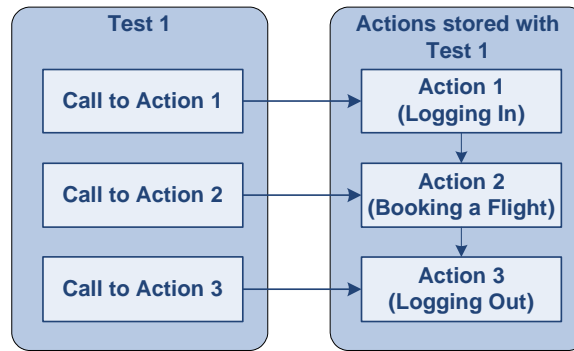 Test 1
Call to Action 1
Call to Action 2
Call to Action 3
Actions stored with
Test 1
Action 1
(Logging In)
Action 2
(Booking a Flight)
Action 3
(Logging Out)